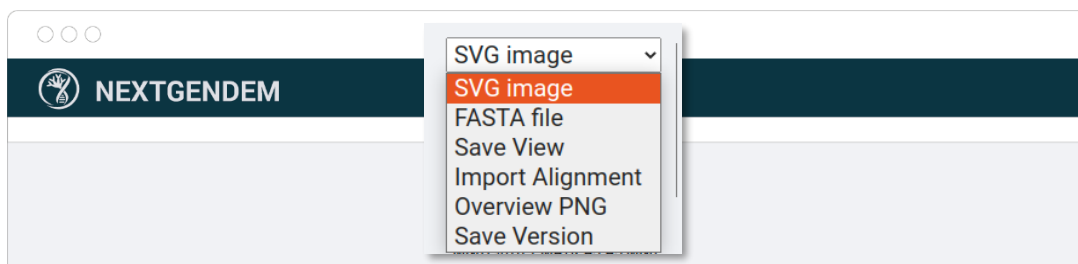 SVG image
NEXTGENDEM
SVG image
FASTA file
Save View
Import Alignment
Overview PNG
Save Version